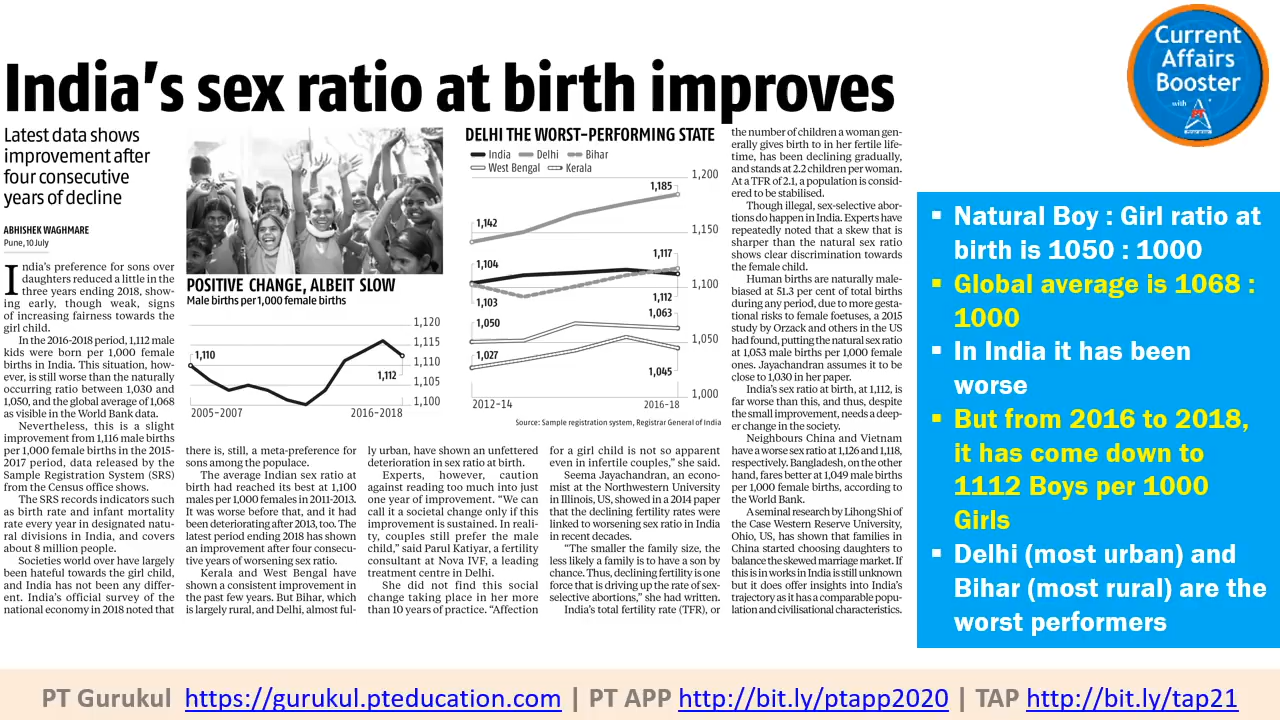 India's sex ratio at birth improves
Latest data shows
improvement after
four consecutive
years of decline
ABHISHEK WAGHMARE
Pune, 10 July
India's preference for sons over
daughters reduced a little in the
three years ending 2018, show-
ing early, though weak, signs
of increasing fairness towards the
girl child.
In the 2016-2018 period, 1,112 male
kids were born per 1,000 female
births in India. This situation, how-
ever, is still worse than the naturally
occurring ratio between 1,030 and
1,050, and the global average of 1,068
as visible in the World Bank data.
Nevertheless, this is a slight
improvement from 1,116 male births
per 1,000 female births in the 2015-
2017 period, data released by the
Sample Registration System (SRS)
from the Census office shows.
The SRS records indicators such
as birth rate and infant mortality
rate every year in designated natu-
ral divisions in India, and covers
about 8 million people.
Societies world over have largely
been hateful towards the girl child,
and India has not been any differ-
ent. India's official survey of the
national economy in 2018 noted that
POSITIVE CHANGE, ALBEIT SLOW
Male births per 1,000 female births
1,120
1,115
1,110
1,105
1,100
1,110
1,112
2005-2007
2016-2018
there is, still, a meta-preference for
sons among the populace.
The average Indian sex ratio at
birth had reached its best at 1,100
males per 1,000 females in 2011-2013.
It was worse before that, and it had
been deteriorating after 2013, too. The
latest period ending 2018 has shown
an improvement after four consecu-
tive years of worsening sex ratio.
Kerala and West Bengal have
shown a consistent improvement in
the past few years. But Bihar, which
is largely rural, and Delhi, almost ful-
DELHI THE WORST-PERFORMING STATE
India Delhi Bihar
West Bengal Kerala
1,200
1,150
1,100
1,050
1,000
1,185
1,142
1,104
1,117
1,103
1,112
1,063
1,050
1,027
1,045
2012-14
2016-18
Source: Sample registration system, Registrar General of India
ly urban, have shown an unfettered
deterioration in sex ratio at birth.
Experts, however, caution
against reading too much into just
one year of improvement. "We can
call it a societal change only if this
improvement is sustained. In reali-
ty, couples still prefer the male
child," said Parul Katiyar, a fertility
consultant at Nova IVF, a leading
treatment centre in Delhi.
She did not find this social
change taking place in her more
than 10 years of practice. "Affection
for a girl child is not so apparent
even in infertile couples," she said.
Seema Jayachandran, an econo-
mist at the Northwestern University
in Illinois, US, showed in a 2014 paper
that the declining fertility rates were
linked to worsening sex ratio in India
in recent decades.
"The smaller the family size, the
less likely a family is to have a son by
chance. Thus, declining fertility is one
force that is driving up the rate of sex-
selective abortions," she had written.
India's total fertility rate (TFR), or
the number of children a woman gen-
erally gives birth to in her fertile life-
time, has been declining gradually,
and stands at 2.2 children per woman.
At a TFR of 2.1, a population is consid-
ered to be stabilised.
Though illegal, sex-selective abor-
tions do happen in India. Experts have
repeatedly noted that a skew that is
sharper than the natural sex ratio
shows clear discrimination towards
the female child.
Human births are naturally male-
biased at 51.3 per cent of total births
during any period, due to more gesta-
tional risks to female foetuses, a 2015
study by Orzack and others in the US
had found, putting the natural sex ratio
at 1,053 male births per 1,000 female
ones. Jayachandran assumes it to be
close to 1,030 in her paper.
India's sex ratio at birth, at 1,112, is
far worse than this, and thus, despite
the small improvement, needs a deep-
er change in the society.
Neighbours China and Vietnam
have a worse sex ratio at 1,126 and 1,118,
respectively. Bangladesh, on the other
hand, fares better at 1,049 male births
per 1,000 female births, according to
the World Bank.
A seminal research by Lihong Shi of
the Case Western Reserve University,
Ohio, US, has shown that families in
China started choosing daughters to
balance the skewed marriage market. If
this is in works in India is still unknown
but it does offer insights into India's
trajectory as it has a comparable popu-
lation and civilisational characteristics.
Current
Affairs
Booster
with
PT
▪ Natural Boy : Girl ratio at
birth is 1050 : 1000
▪ Global average is 1068 :
1000
▪ In India it has been
worse
▪ But from 2016 to 2018,
it has come down to
1112 Boys per 1000
Girls
▪ Delhi (most urban) and
Bihar (most rural) are the
worst performers
PT Gurukul https://gurukul.pteducation.com | PT APP http://bit.ly/ptapp2020 | TAP http://bit.ly/tap21